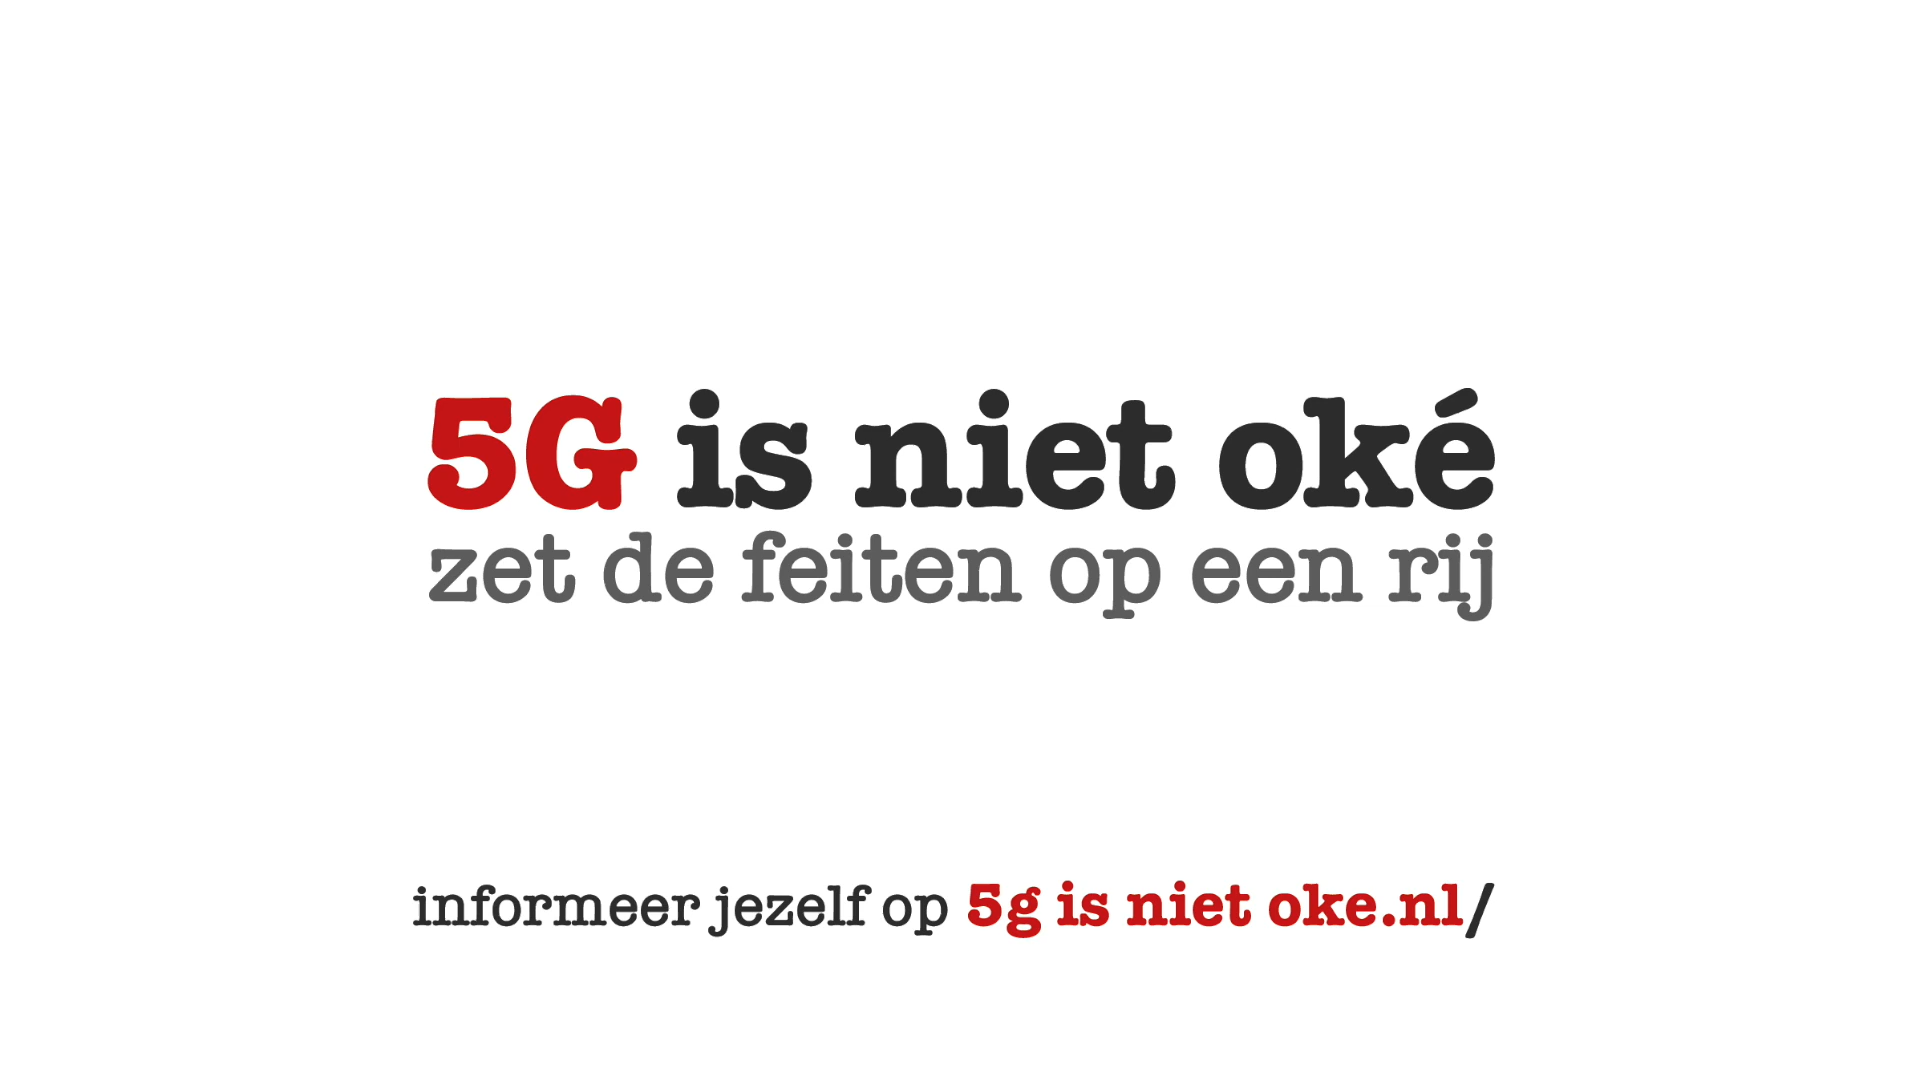 5G is niet oké
zet de feiten op een rij
informeer jezelf op 5g is niet oke.nl/